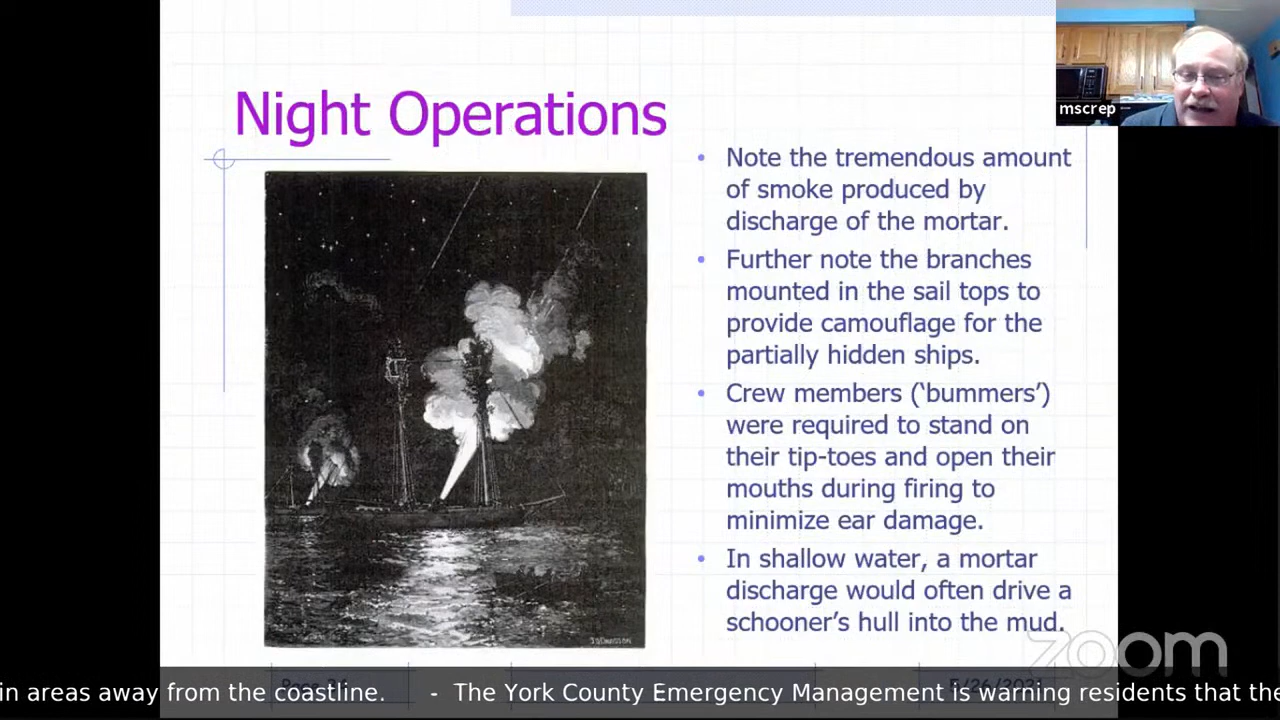 Night Operations
mscrep
• Note the tremendous amount
of smoke produced by
discharge of the mortar.
• Further note the branches
mounted in the sail tops to
provide camouflage for the
partially hidden ships.
• Crew members (‘bummers’)
were required to stand on
their tip-toes and open their
mouths during firing to
minimize ear damage.
• In shallow water, a mortar
discharge would often drive a
schooner’s hull into the mud.
zoom
in areas away from the coastline. - The York County Emergency Management is warning residents that the